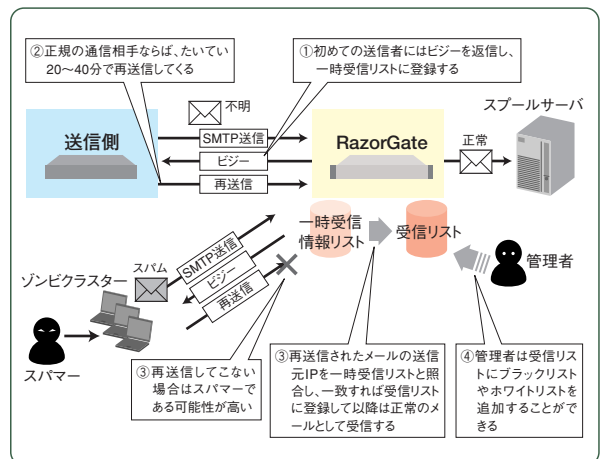 ②正規の通信相手ならば、たいてい
20〜40分で再送信してくる
①初めての送信者にはビジーを返信し、
一時受信リストに登録する
不明
スプールサーバ
送信側
SMTP送信
ビジー
再送信
RazorGate
正常
一時受信
情報リスト
受信リスト
管理者
スパム
ゾンビクラスター
SMTP送信
ビジー
再送信
スパマー
③再送信してこない
場合はスパマーで
ある可能性が高い
③再送信されたメールの送信
元IPを一時受信リストと照
合し、一致すれば受信リスト
に登録して以降は正常のメ
ールとして受信する
④管理者は受信リス
トにブラックリスト
やホワイトリストを
追加することがで
きる